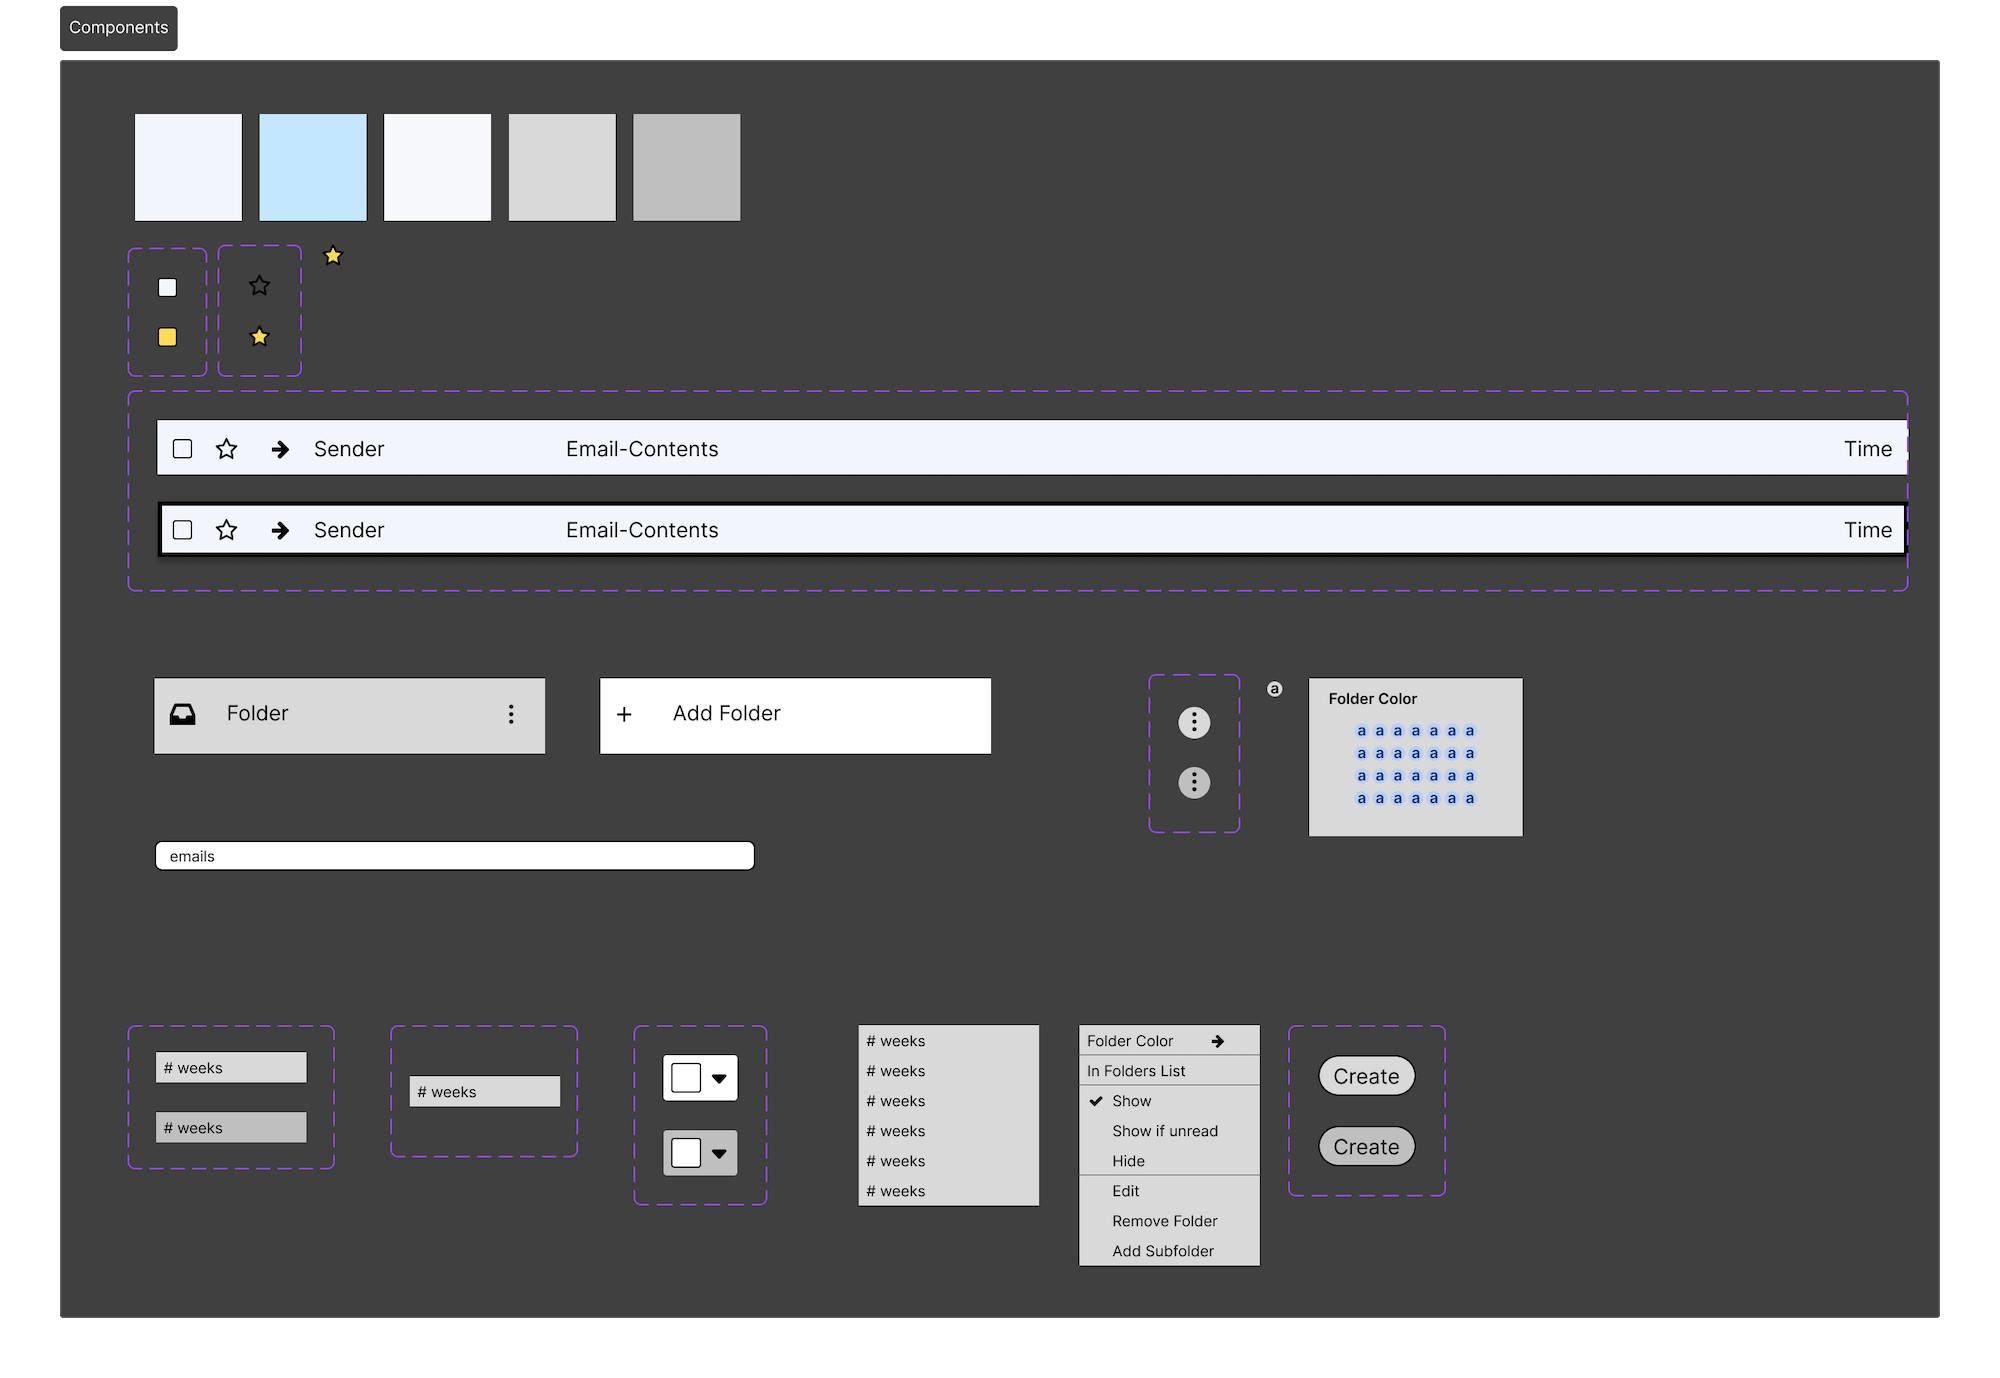 Components
Sender Email-Contents Time
Sender Email-Contents Time
Folder
Add Folder
a
Folder Color
a a a a a a a
a a a a a a a
a a a a a a a
a a a a a a a
emails
# weeks
# weeks
# weeks
# weeks
# weeks
# weeks
# weeks
# weeks
# weeks
Folder Color
In Folders List
Show
Show if unread
Hide
Edit
Remove Folder
Add Subfolder
Create
Create